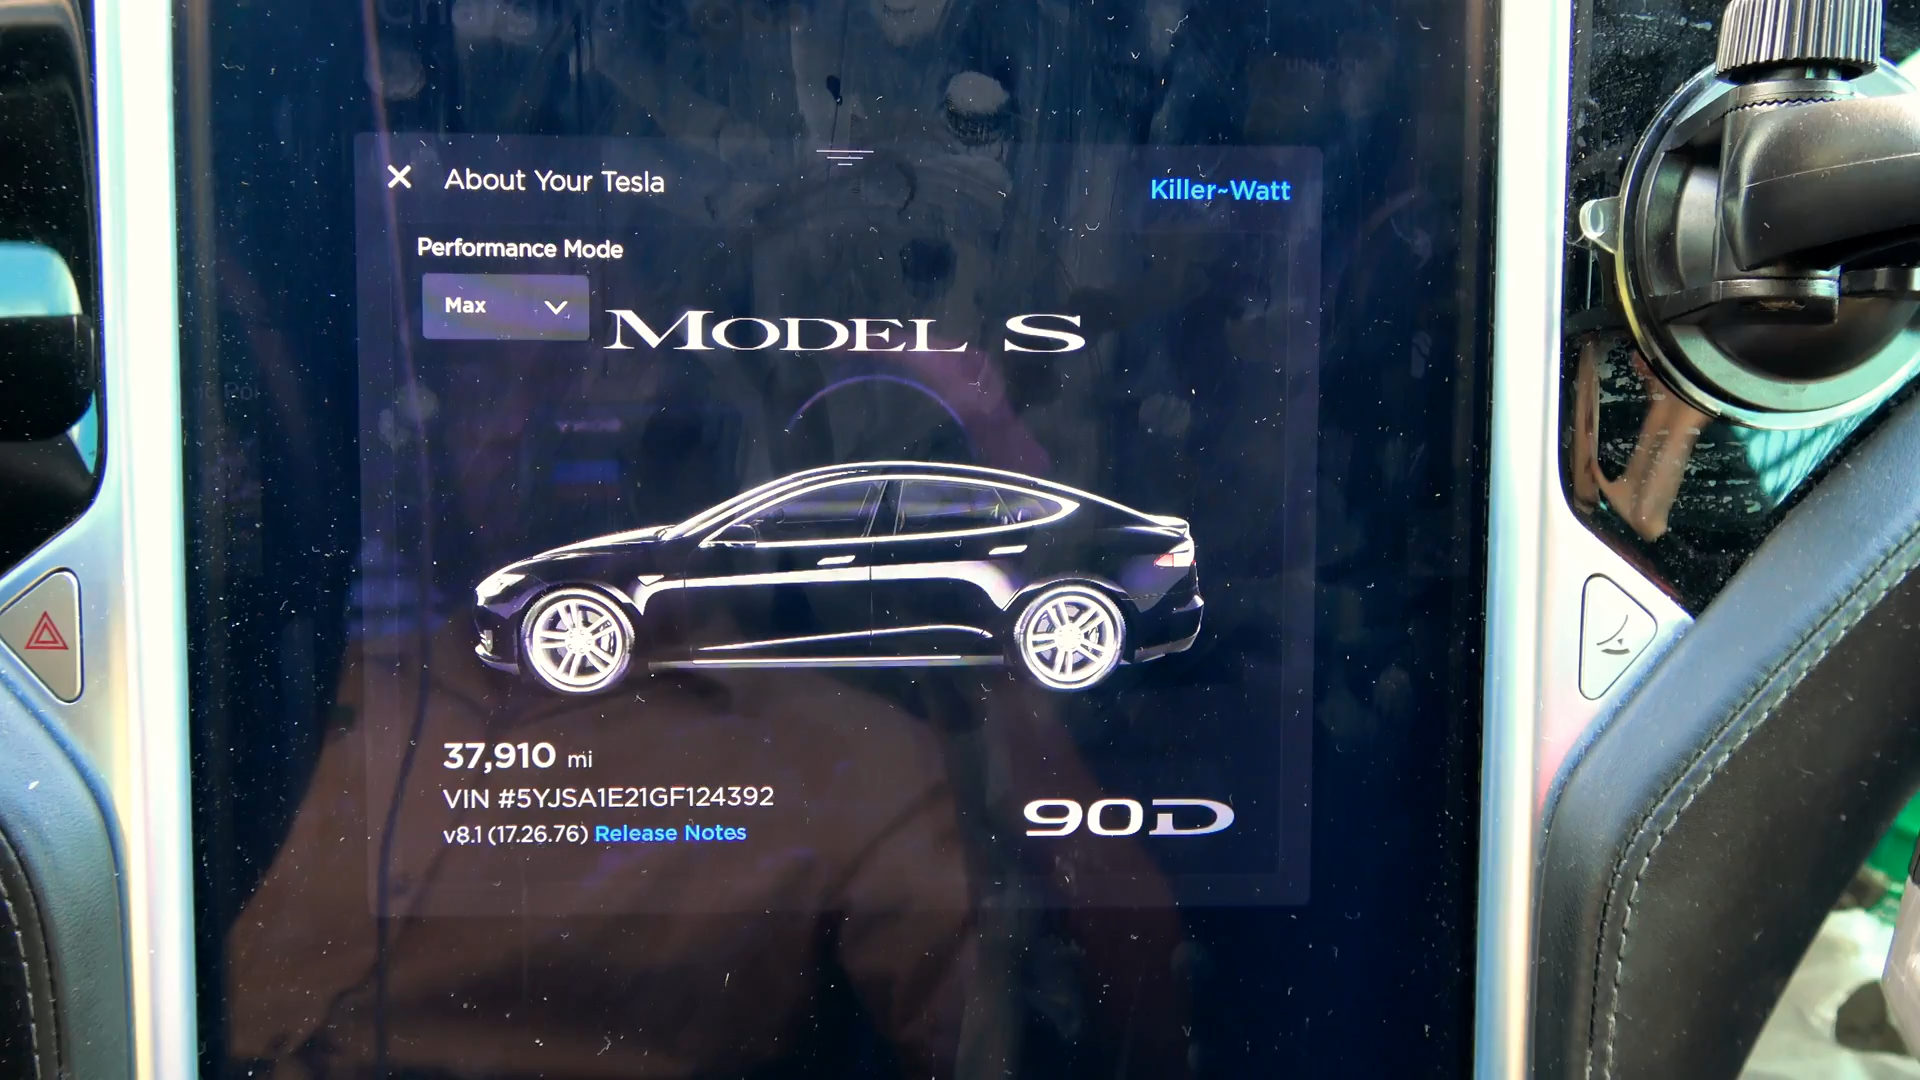 About Your Tesla
Killer~Watt
Performance Mode
Max
MODEL S
37,910 mi
VIN #5YJSA1E21GF124392
v8.1 (17.26.76) Release Notes
90D
UNLOCK